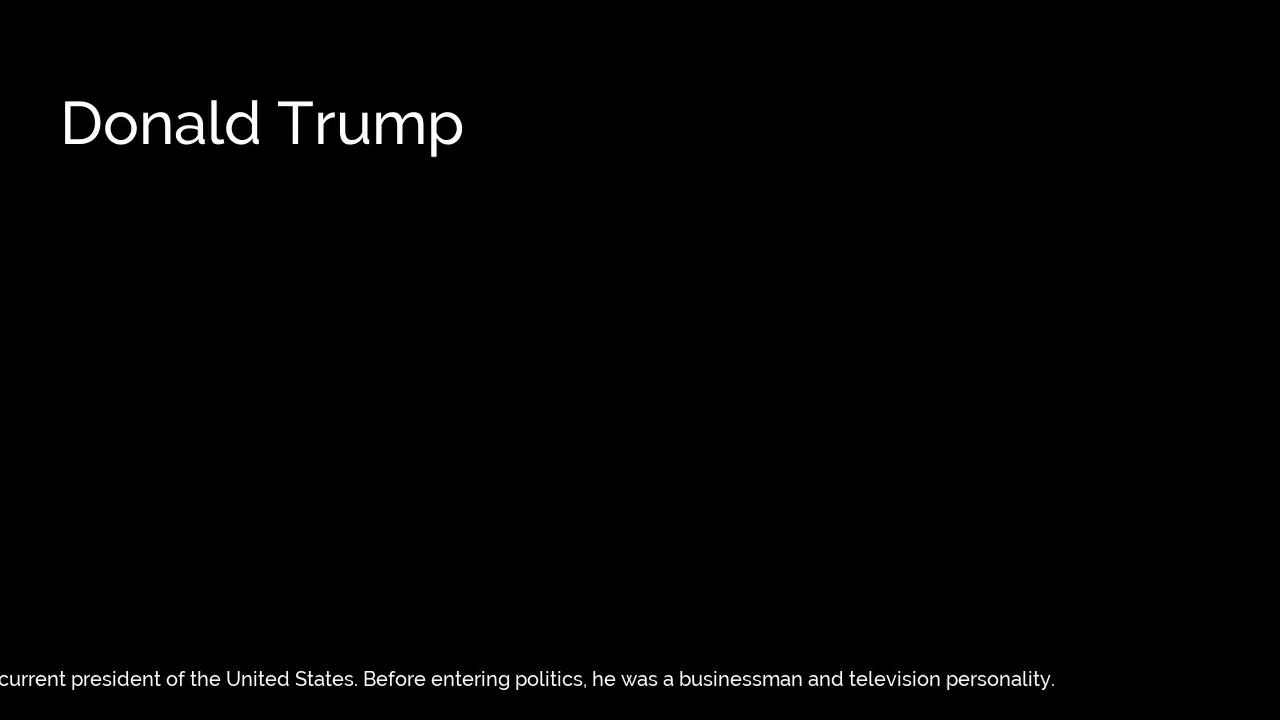 Donald Trump
current president of the United States. Before entering politics, he was a businessman and television personality.